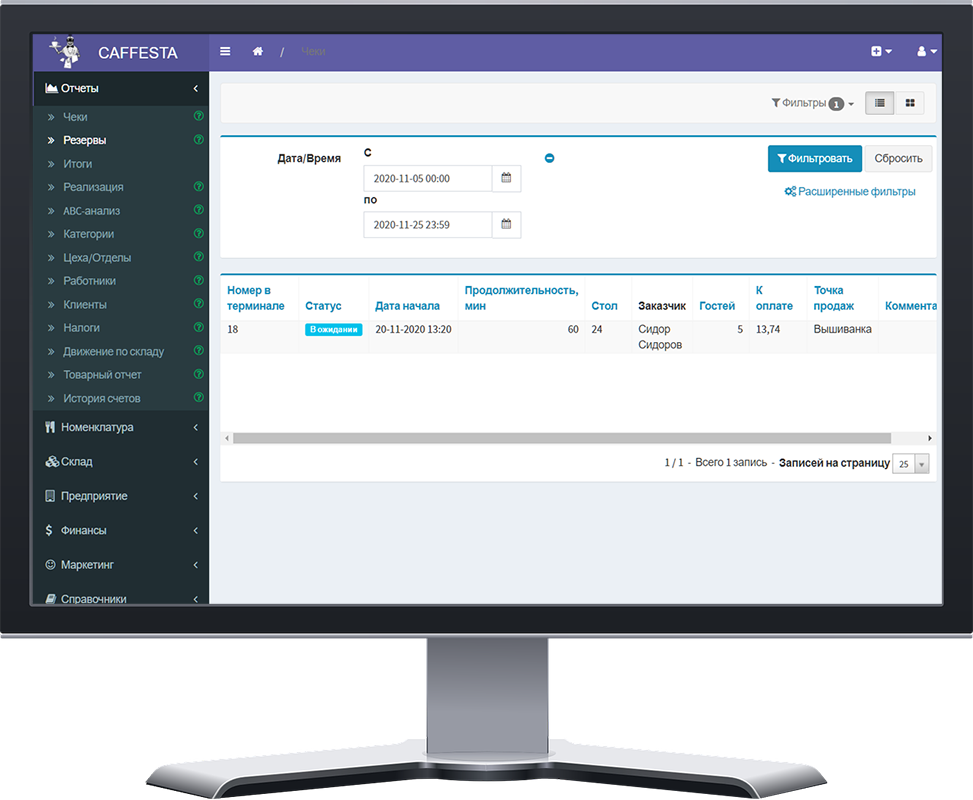 CAFFESTA
/ Чеки
Отчеты
Чеки
Резервы
Итоги
Реализация
ABC-анализ
Категории
Цеха/Отделы
Работники
Клиенты
Налоги
Движение по складу
Товарный отчет
История счетов
Номенклатура
Склад
Предприятие
Финансы
Маркетинг
Справочники
Фильтры 1
Дата/Время
С
2020-11-05 00:00
по
2020-11-25 23:59
Фильтровать
Сбросить
Расширенные фильтры
Номер в терминале
Статус
Дата начала
Продолжительность, мин
Стол
Заказчик
Гостей
К оплате
Точка продаж
Коммента
18 В ожидании 20-11-2020 13:20 60 24 Сидор Сидоров 5 13,74 Вышиванка
1 / 1 - Всего 1 запись - Записей на страницу 25